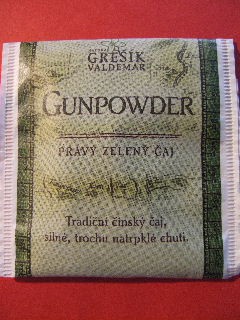 GREŠÍK
VALDEMAR
GUNPOWDER
PRAVÝ ZELENÝ ČAJ
Tradiční čínský čaj,
silné, trochu natrpklé chuti.